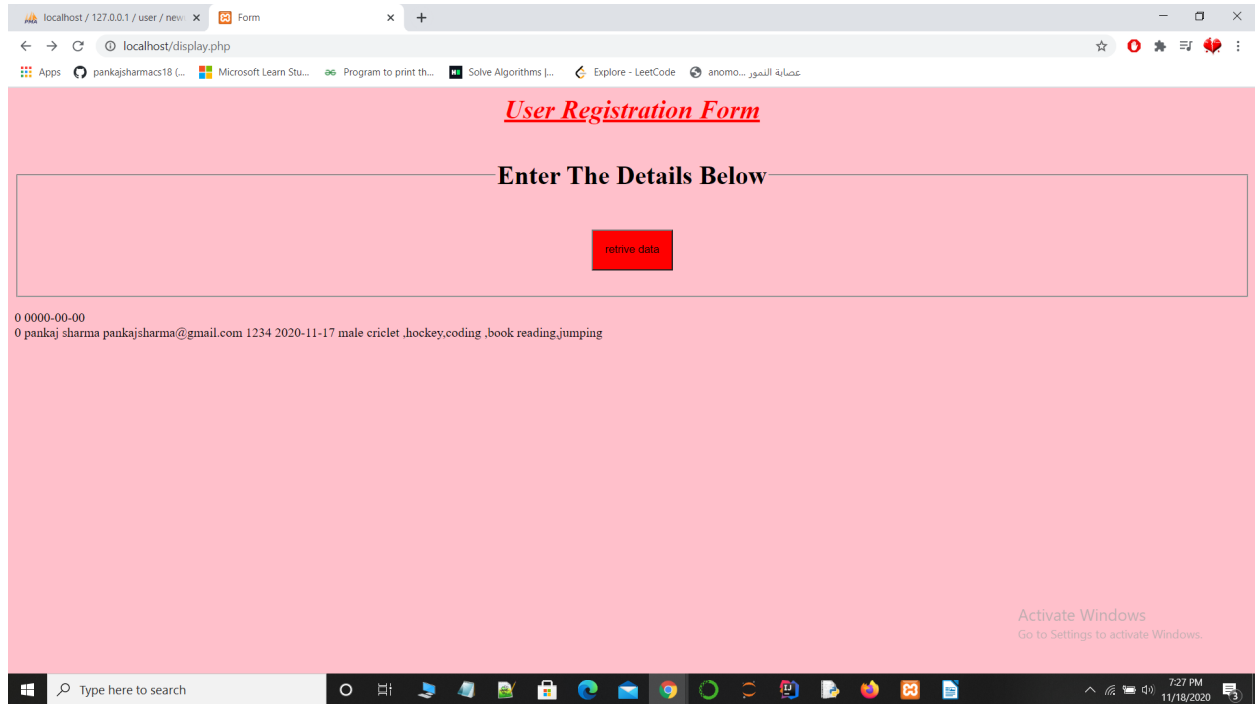 localhost / 127.0.0.1 / user / new
Form
localhost/display.php
Apps pankajsharmacs18 (... Microsoft Learn Stu... Program to print th... Solve Algorithms |... Explore - LeetCode anomo... عصابة النمور
User Registration Form
Enter The Details Below
retrive data
0 0000-00-00
0 pankaj sharma pankajsharma@gmail.com 1234 2020-11-17 male criclet ,hockey,coding ,book reading,jumping
Activate Windows
Go to Settings to activate Windows.
Type here to search
7:27 PM
11/18/2020
3